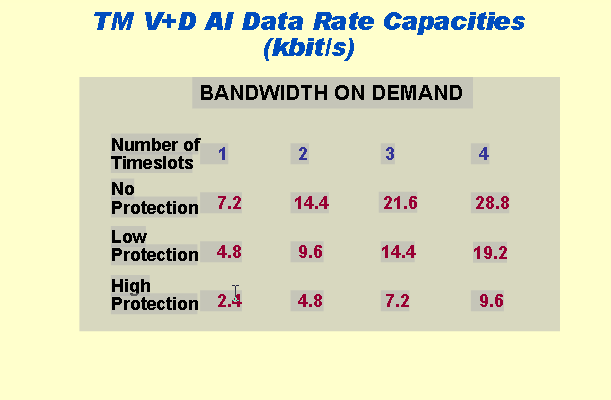 TM V+D AI Data Rate Capacities
(kbit/s)
BANDWIDTH ON DEMAND
Number of
Timeslots 1 2 3 4
No
Protection 7.2 14.4 21.6 28.8
Low
Protection 4.8 9.6 14.4 19.2
High
Protection 2.4 4.8 7.2 9.6